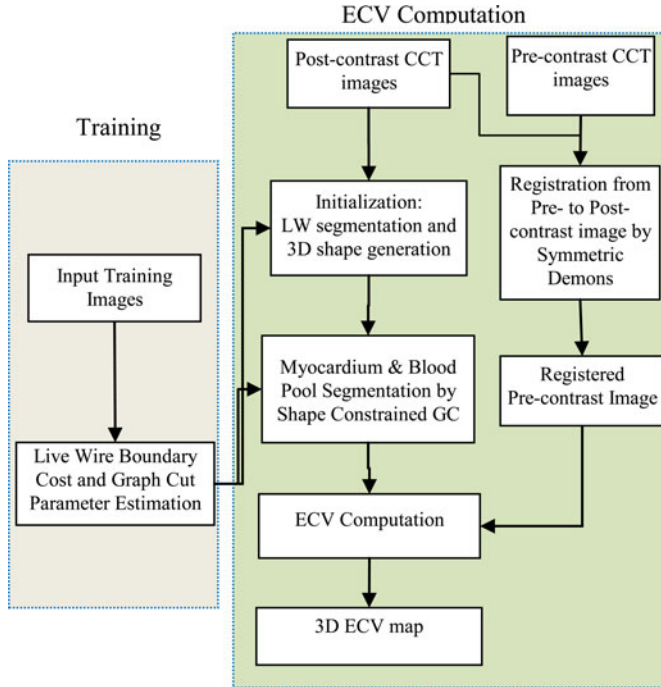 ECV Computation
Training
Post-contrast CCT
images
Pre-contrast CCT
images
Initialization:
LW segmentation and
3D shape generation
Registration from
Pre- to Post-
contrast image by
Symmetric
Demons
Input Training
Images
Myocardium & Blood
Pool Segmentation by
Shape Constrained GC
Registered
Pre-contrast Image
Live Wire Boundary
Cost and Graph Cut
Parameter Estimation
ECV Computation
3D ECV map